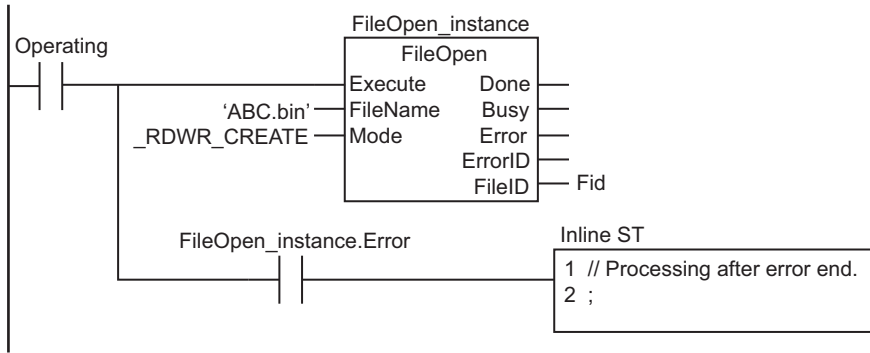 FileOpen_instance
Operating
FileOpen
Execute Done
'ABC.bin' FileName Busy
_RDWR_CREATE Mode Error
ErrorID
FileID Fid
FileOpen_instance.Error
Inline ST
1 // Processing after error end.
2 ;